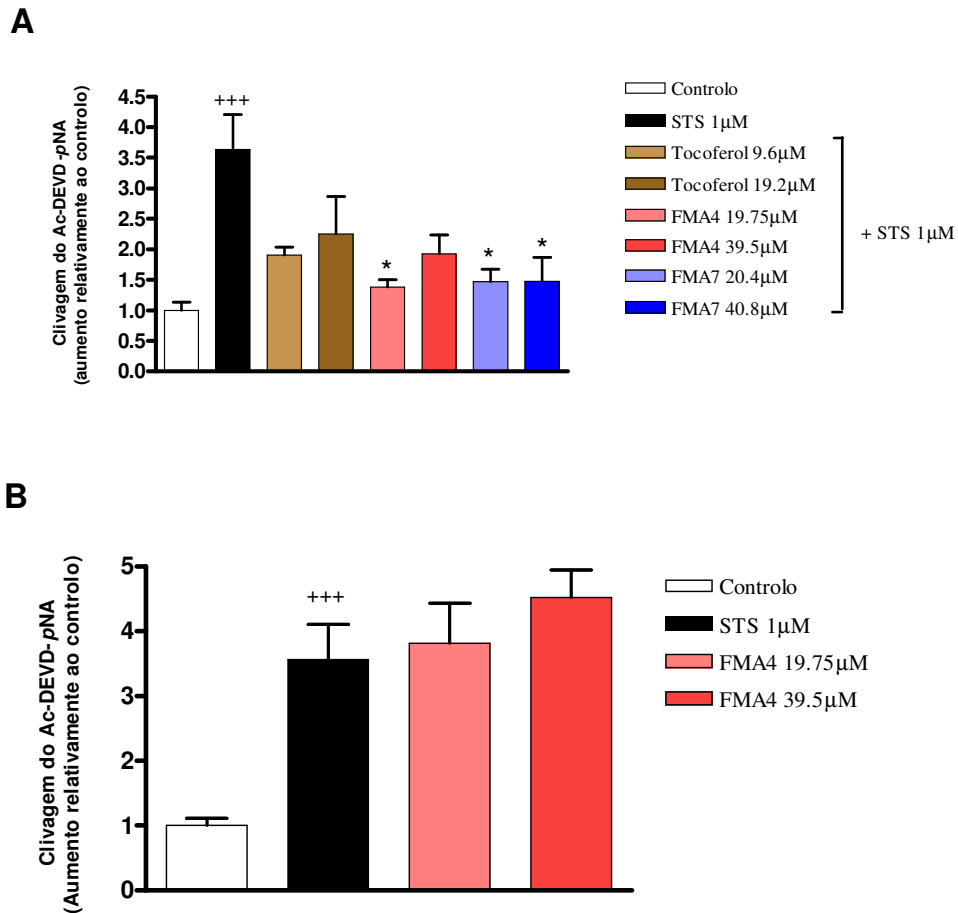 A
Clivagem do Ac-DEVD-pNA
(aumento relativamente ao controlo)
4.5
4.0
3.5
3.0
2.5
2.0
1.5
1.0
0.5
0.0
+++
*
*
*
Controlo
STS 1µM
Tocoferol 9.6µM
Tocoferol 19.2µM
FMA4 19.75µM
FMA4 39.5µM
FMA7 20.4µM
FMA7 40.8µM
+ STS 1µM
B
Clivagem do Ac-DEVD-pNA
(Aumento relativamente ao controlo)
5
4
3
2
1
0
+++
Controlo
STS 1µM
FMA4 19.75µM
FMA4 39.5µM